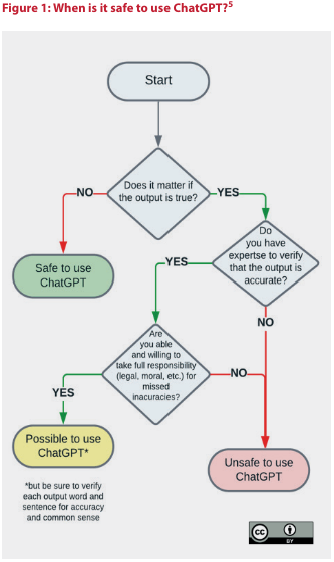 Figure 1: When is it safe to use ChatGPT?5
Start
Does it matter if
the output is true?
NO
YES
Safe to use
ChatGPT
Do
you have
expertse to verify
that the output is
accurate?
YES
NO
Are
you able
and willing to
take full responsibility
(legal, moral, etc.) for
missed
inacuracies?
YES
NO
Possible to use
ChatGPT*
Unsafe to use
ChatGPT
*but be sure to verify
each output word and
sentence for accuracy
and common sense
cc
BY